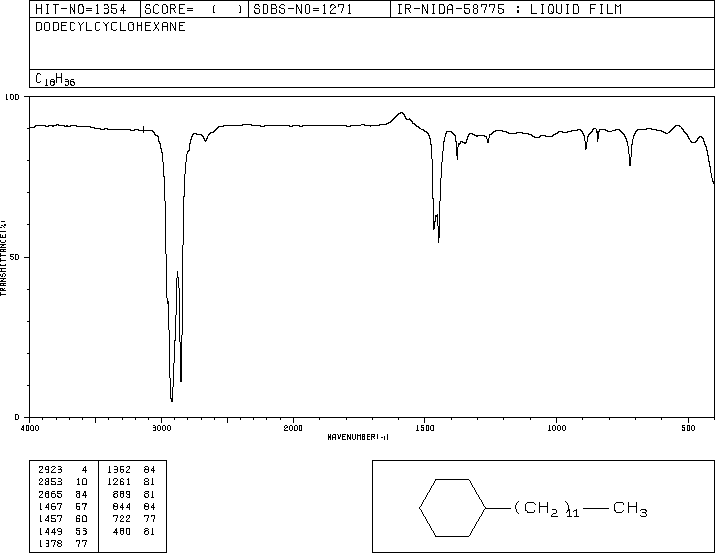 HIT-NO=1354 SCORE= ( ) SDBS-NO=1271 IR-NIDA-58775 : LIQUID FILM
DODECYLCYCLOHEXANE
C18H36
100
50
0
TRANSMITTANCE(%)
4000 3000 2000 1500 1000 500
WAVENUMBER(-1)
2923 4 1352 84
2853 10 1261 81
2665 84 889 81
1467 57 844 84
1457 60 722 77
1449 53 480 81
1378 77
(CH2)11 CH3